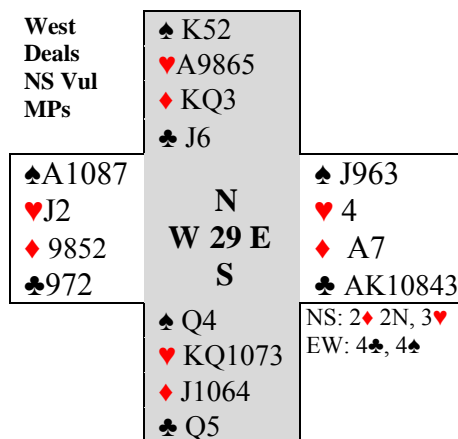 West
Deals
NS Vul
MPs
♠ K52
♥A9865
♦ KQ3
♣ J6
♠A1087
♥J2
♦ 9852
♣972
N
W 29 E
S
♠ J963
♥ 4
♦ A7
♣ AK10843
♠ Q4
♥ KQ1073
♦ J1064
♣ Q5
NS: 2♦ 2N, 3♥
EW: 4♣, 4♠